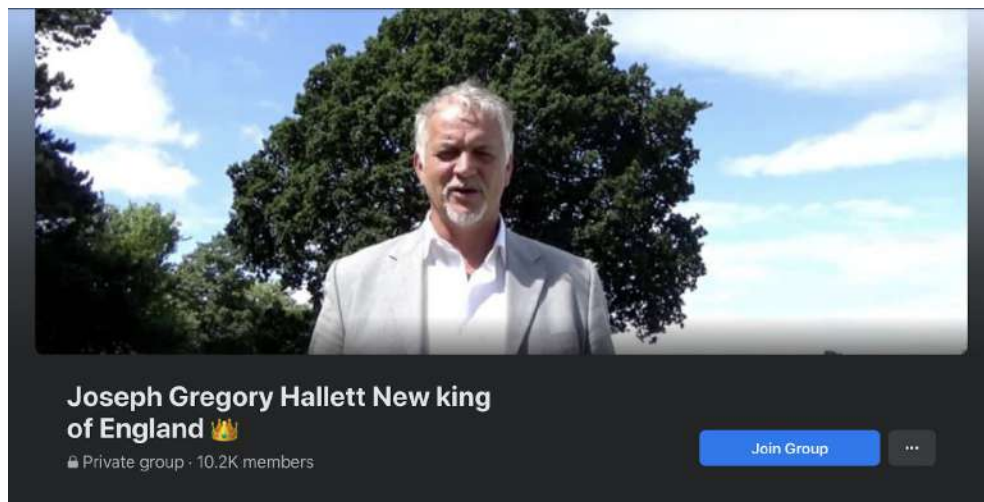 Joseph Gregory Hallett New king
of England 👑
Private group · 10.2K members
Join Group